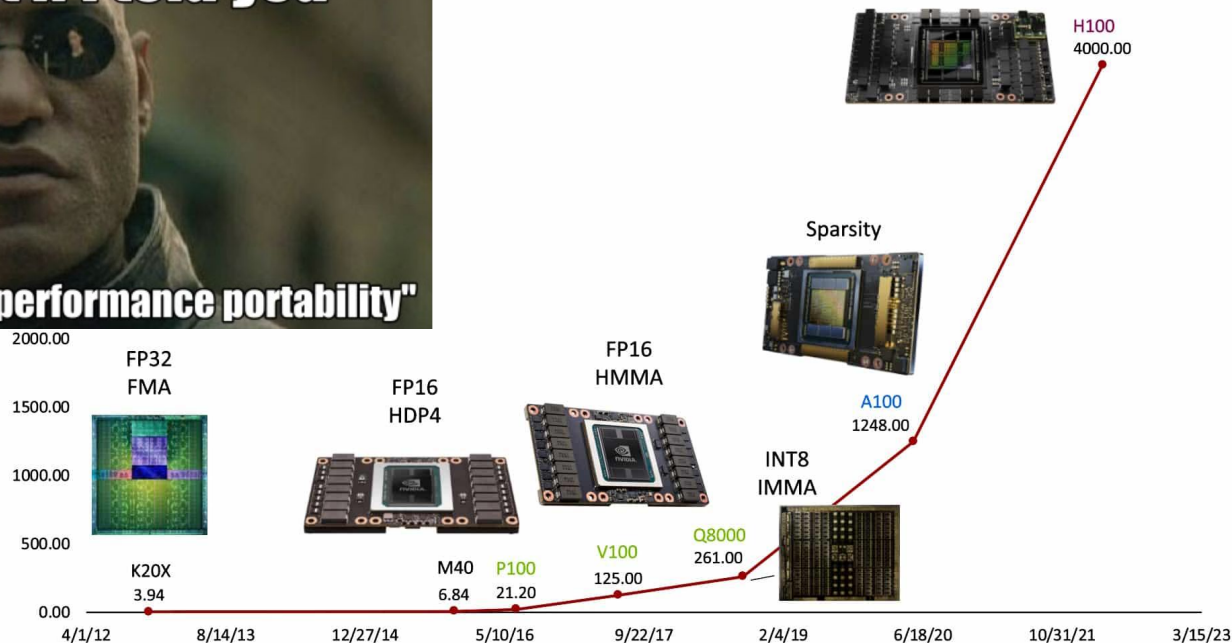 performance portability"
H100
4000.00
Sparsity
2000.00
FP32
FMA
FP16
HDP4
FP16
HMMA
1500.00
A100
1248.00
1000.00
INT8
IMMA
500.00
Q8000
261.00
V100
125.00
K20X
3.94
M40
6.84
P100
21.20
0.00
4/1/12 8/14/13 12/27/14 5/10/16 9/22/17 2/4/19 6/18/20 10/31/21 3/15/23
NVIDIA
NVIDIA